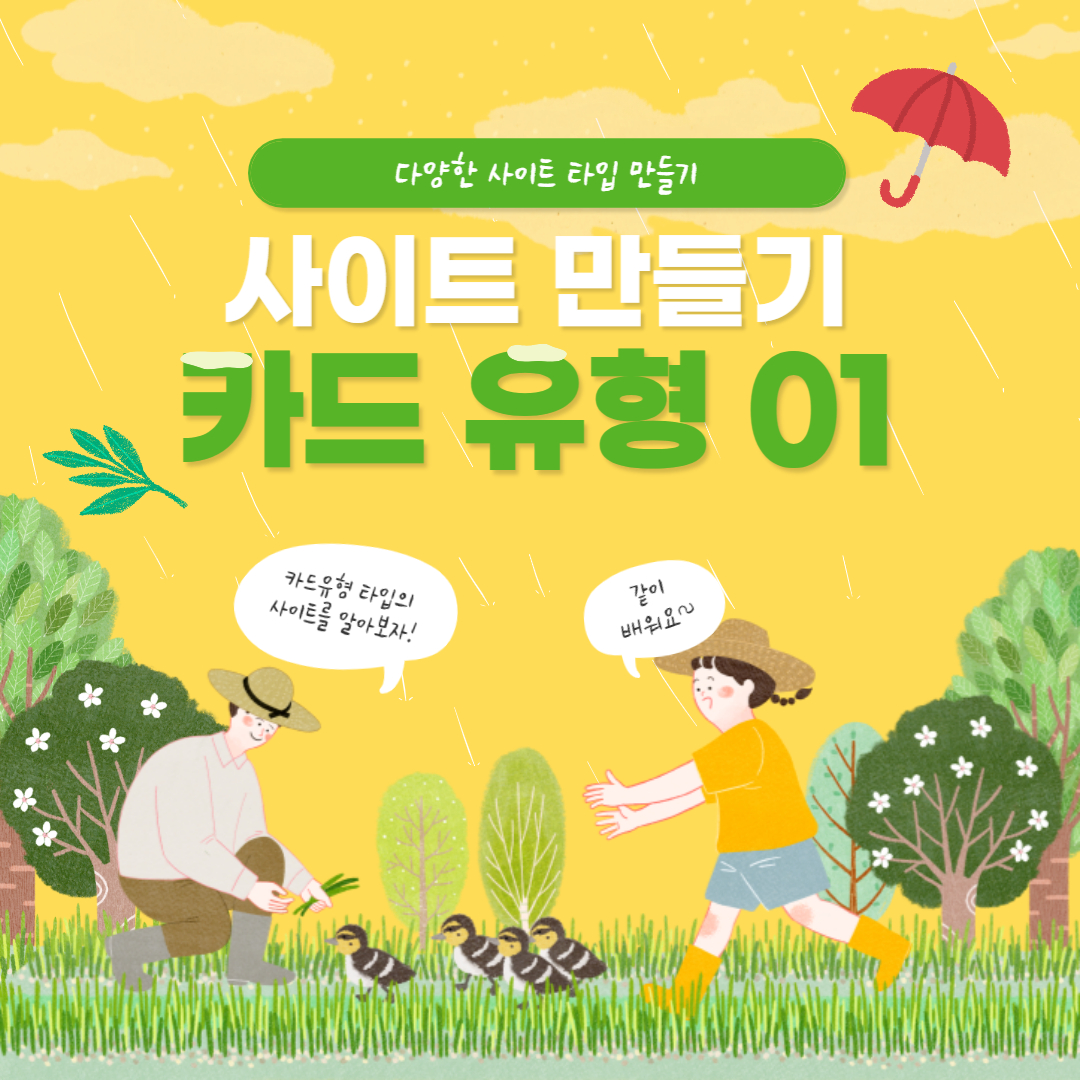 다양한 사이트 타입 만들기
사이트 만들기
카드 유형 01
카드유형 타입의
사이트를 알아보자!
같이
배워요~